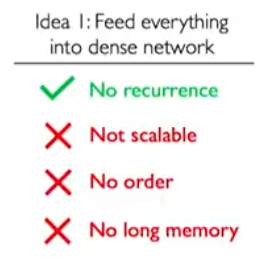 Idea 1: Feed everything
into dense network
No recurrence
Not scalable
No order
No long memory